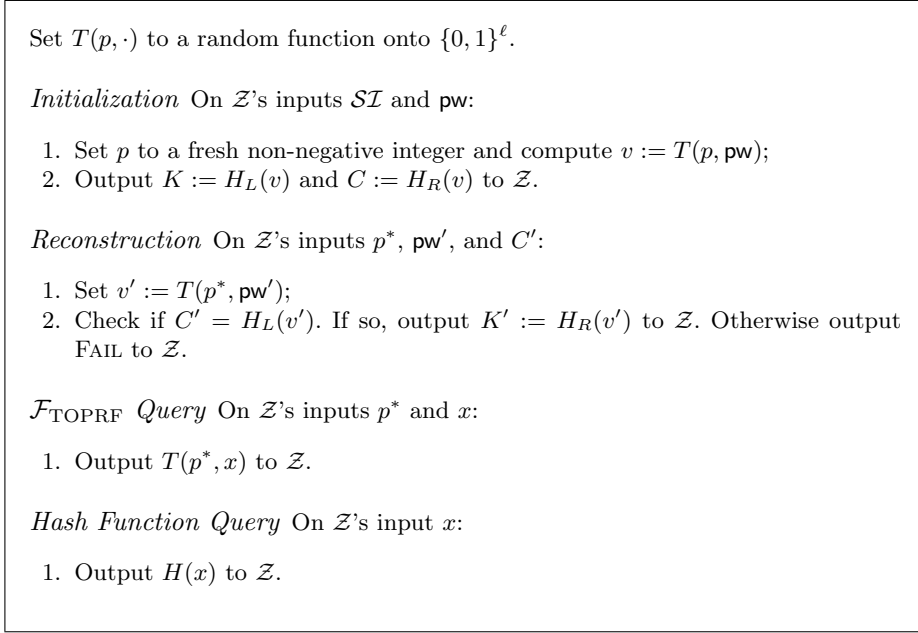 Set T(p, ·) to a random function onto {0, 1}^ℓ.
Initialization On 𝒵's inputs 𝒮ℐ and pw:
1. Set p to a fresh non-negative integer and compute v := T(p, pw);
2. Output K := H_L(v) and C := H_R(v) to 𝒵.
Reconstruction On 𝒵's inputs p*, pw′, and C′:
1. Set v′ := T(p*, pw′);
2. Check if C′ = H_L(v′). If so, output K′ := H_R(v′) to 𝒵. Otherwise output
FAIL to 𝒵.
ℱ_TOPRF Query On 𝒵's inputs p* and x:
1. Output T(p*, x) to 𝒵.
Hash Function Query On 𝒵's input x:
1. Output H(x) to 𝒵.